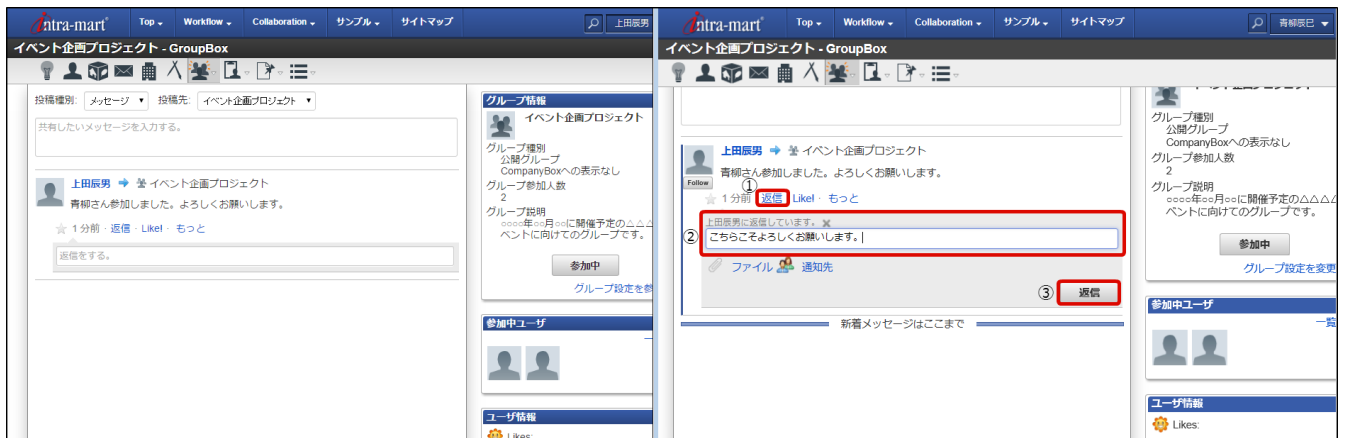 intra-mart Top Workflow Collaboration サンプル サイトマップ 上田辰男
イベント企画プロジェクト - GroupBox
投稿種別: メッセージ 投稿先: イベント企画プロジェクト
共有したいメッセージを入力する。
上田辰男 イベント企画プロジェクト
青柳さん参加しました。よろしくお願いします。
1分前 · 返信 · Like! · もっと
返信をする。
グループ情報
イベント企画プロジェクト
グループ種別
公開グループ
CompanyBoxへの表示なし
グループ参加人数
2
グループ説明
○○○○年○○月○○に開催予定の△△△
ベントに向けてのグループです。
参加中
グループ設定を参
参加中ユーザ
ユーザ情報
Likes:
intra-mart Top Workflow Collaboration サンプル サイトマップ 青柳辰巳
イベント企画プロジェクト - GroupBox
上田辰男 イベント企画プロジェクト
青柳さん参加しました。よろしくお願いします。
Follow
①
1分前 · 返信 · Like! · もっと
②
上田辰男に返信しています。
こちらこそよろしくお願いします。
ファイル 通知先
③ 返信
新着メッセージはここまで
グループ種別
公開グループ
CompanyBoxへの表示なし
グループ参加人数
2
グループ説明
○○○○年○○月○○に開催予定の△△△△
ベントに向けてのグループです。
参加中
グループ設定を変更
参加中ユーザ
一覧
ユーザ情報
Likes: